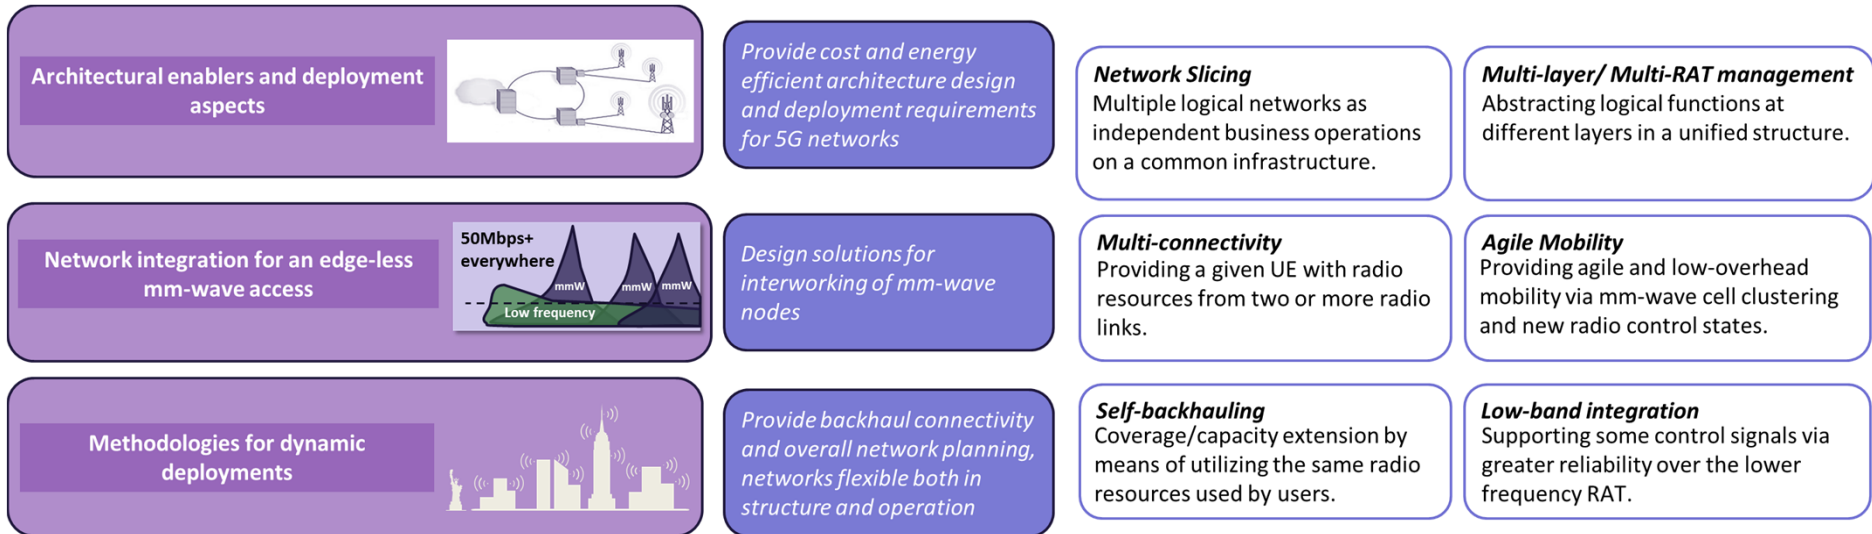 Architectural enablers and deployment
aspects
Provide cost and energy
efficient architecture design
and deployment requirements
for 5G networks
Network Slicing
Multiple logical networks as
independent business operations
on a common infrastructure.
Multi-layer/ Multi-RAT management
Abstracting logical functions at
different layers in a unified structure.
Network integration for an edge-less
mm-wave access
50Mbps+
everywhere
mmW
mmW
mmW
Low frequency
Design solutions for
interworking of mm-wave
nodes
Multi-connectivity
Providing a given UE with radio
resources from two or more radio
links.
Agile Mobility
Providing agile and low-overhead
mobility via mm-wave cell clustering
and new radio control states.
Methodologies for dynamic
deployments
Provide backhaul connectivity
and overall network planning,
networks flexible both in
structure and operation
Self-backhauling
Coverage/capacity extension by
means of utilizing the same radio
resources used by users.
Low-band integration
Supporting some control signals via
greater reliability over the lower
frequency RAT.